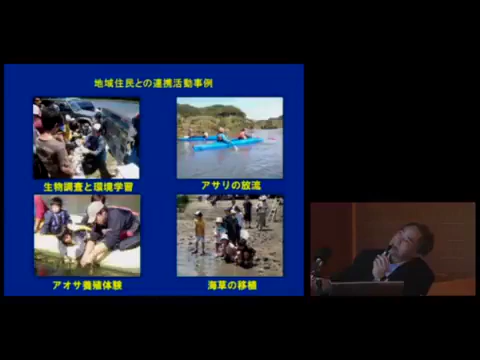 地域住民との連携活動事例
生物調査と環境学習
アサリの放流
アオサ養殖体験
海草の移植